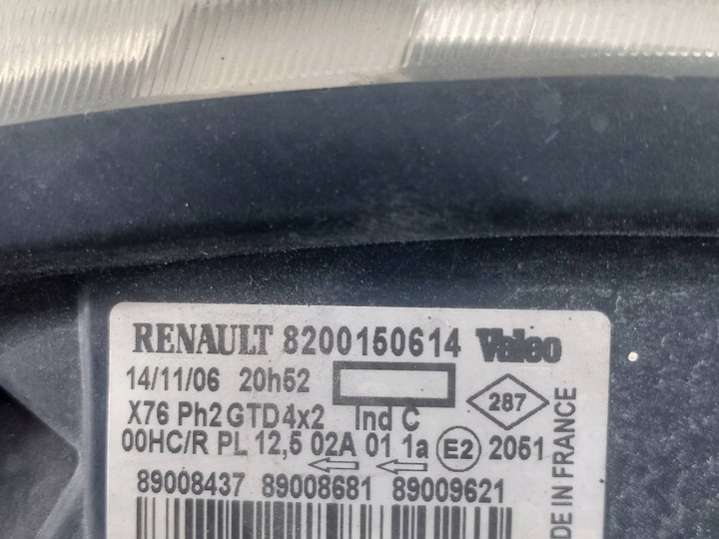 RENAULT 8200150614 Valeo
14/11/06 20h52
287
X76 Ph2 GTD 4x2 Ind C
00HC/R PL 12,5 02A 01 1a E2 2051
89008437 89008681 89009621
DE IN FRANCE